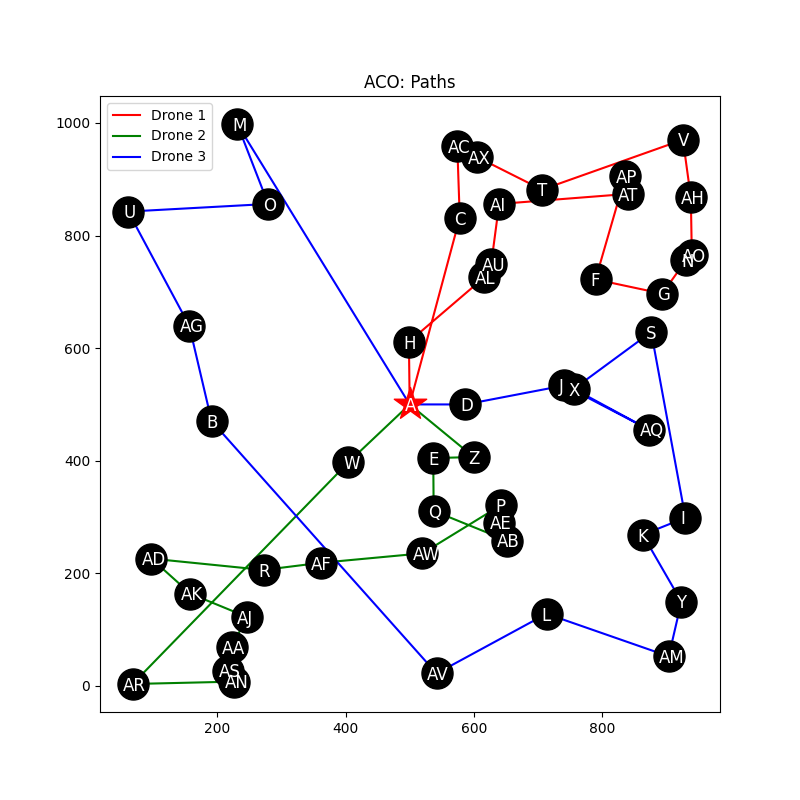 ACO: Paths
Drone 1
Drone 2
Drone 3
1000
800
600
400
200
0
200
400
600
800
M
AC
AX
V
T
AP
AT
AH
O
AI
U
C
AU
AL
AO
N
F
G
AG
H
S
J
X
A
D
B
AQ
W
E
Z
Q
P
AE
AB
I
K
AD
R
AF
AW
AK
AJ
Y
L
AA
AS
AN
AR
AV
AM